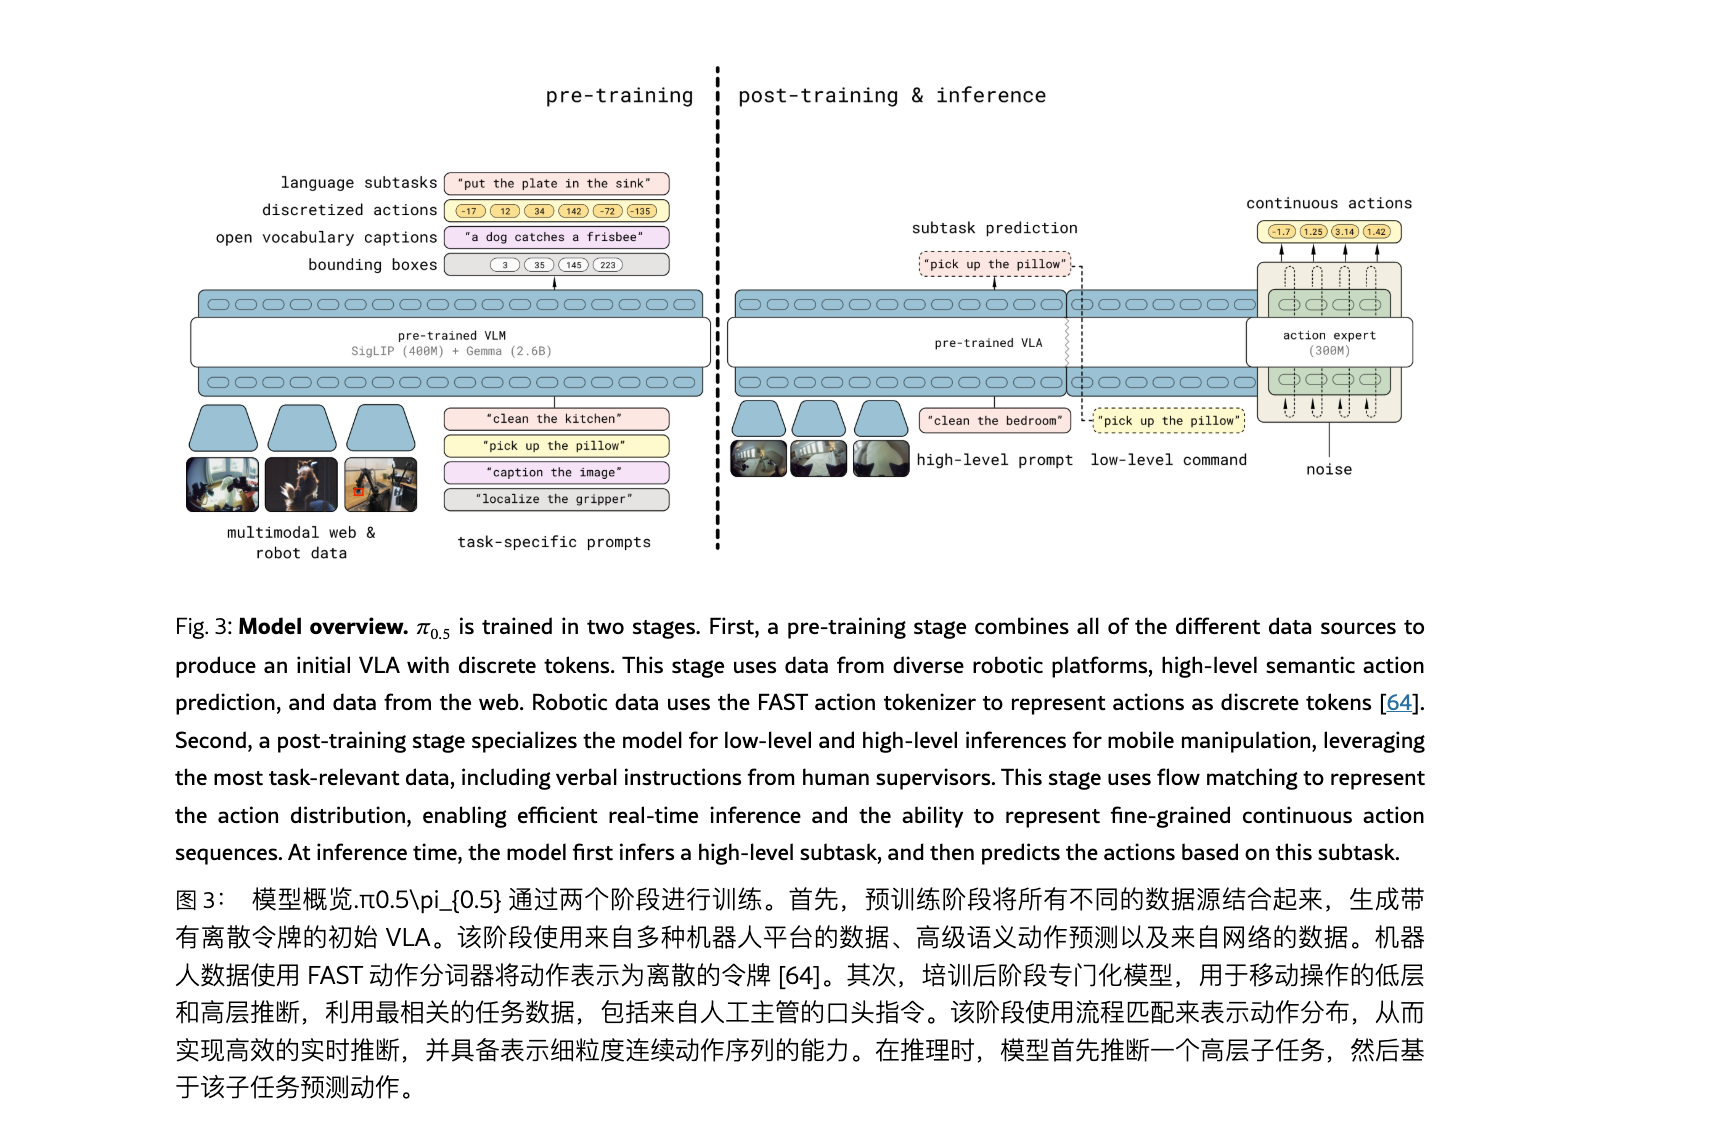 pre-training
post-training & inference
language subtasks
"put the plate in the sink"
discretized actions
-17 12 34 142 -72 -135
open vocabulary captions
"a dog catches a frisbee"
bounding boxes
3 35 145 223
pre-trained VLM
SigLIP (400M) + Gemma (2.6B)
"clean the kitchen"
"pick up the pillow"
"caption the image"
"localize the gripper"
multimodal web &
robot data
task-specific prompts
subtask prediction
"pick up the pillow"
continuous actions
-1.7 1.25 3.14 1.42
pre-trained VLA
action expert
(300M)
"clean the bedroom"
"pick up the pillow"
high-level prompt
low-level command
noise
Fig. 3: Model overview. π0.5 is trained in two stages. First, a pre-training stage combines all of the different data sources to
produce an initial VLA with discrete tokens. This stage uses data from diverse robotic platforms, high-level semantic action
prediction, and data from the web. Robotic data uses the FAST action tokenizer to represent actions as discrete tokens [64].
Second, a post-training stage specializes the model for low-level and high-level inferences for mobile manipulation, leveraging
the most task-relevant data, including verbal instructions from human supervisors. This stage uses flow matching to represent
the action distribution, enabling efficient real-time inference and the ability to represent fine-grained continuous action
sequences. At inference time, the model first infers a high-level subtask, and then predicts the actions based on this subtask.
图 3： 模型概览.π0.5\pi_{0.5} 通过两个阶段进行训练。首先，预训练阶段将所有不同的数据源结合起来，生成带
有离散令牌的初始 VLA。该阶段使用来自多种机器人平台的数据、高级语义动作预测以及来自网络的数据。机器
人数据使用 FAST 动作分词器将动作表示为离散的令牌 [64]。其次，培训后阶段专门化模型，用于移动操作的低层
和高层推断，利用最相关的任务数据，包括来自人工主管的口头指令。该阶段使用流程匹配来表示动作分布，从而
实现高效的实时推断，并具备表示细粒度连续动作序列的能力。在推理时，模型首先推断一个高层子任务，然后基
于该子任务预测动作。